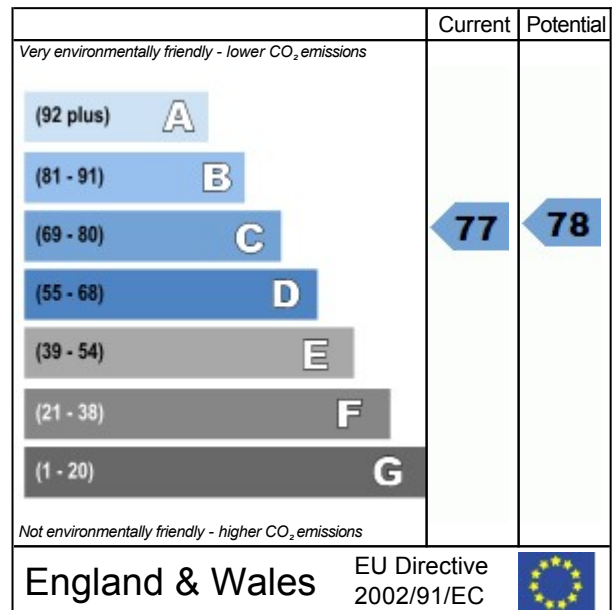 Current Potential
Very environmentally friendly - lower CO₂ emissions
(92 plus) A
(81 - 91) B
(69 - 80) C
77 78
(55 - 68) D
(39 - 54) E
(21 - 38) F
(1 - 20) G
Not environmentally friendly - higher CO₂ emissions
England & Wales
EU Directive
2002/91/EC